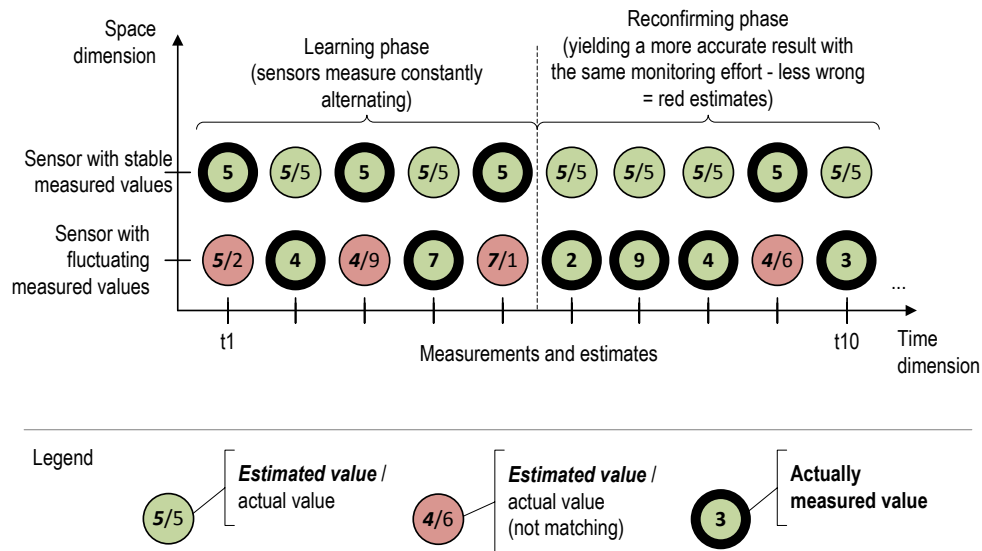 Space
dimension
Learning phase
(sensors measure constantly
alternating)
Reconfirming phase
(yielding a more accurate result with
the same monitoring effort - less wrong
= red estimates)
Sensor with stable
measured values
5 5/5 5 5/5 5 5/5 5/5 5/5 5 5/5
Sensor with
fluctuating
measured values
5/2 4 4/9 7 7/1 2 9 4 4/6 3 ...
t1 t10
Measurements and estimates
Time
dimension
Legend
5/5
Estimated value /
actual value
4/6
Estimated value /
actual value
(not matching)
3
Actually
measured value